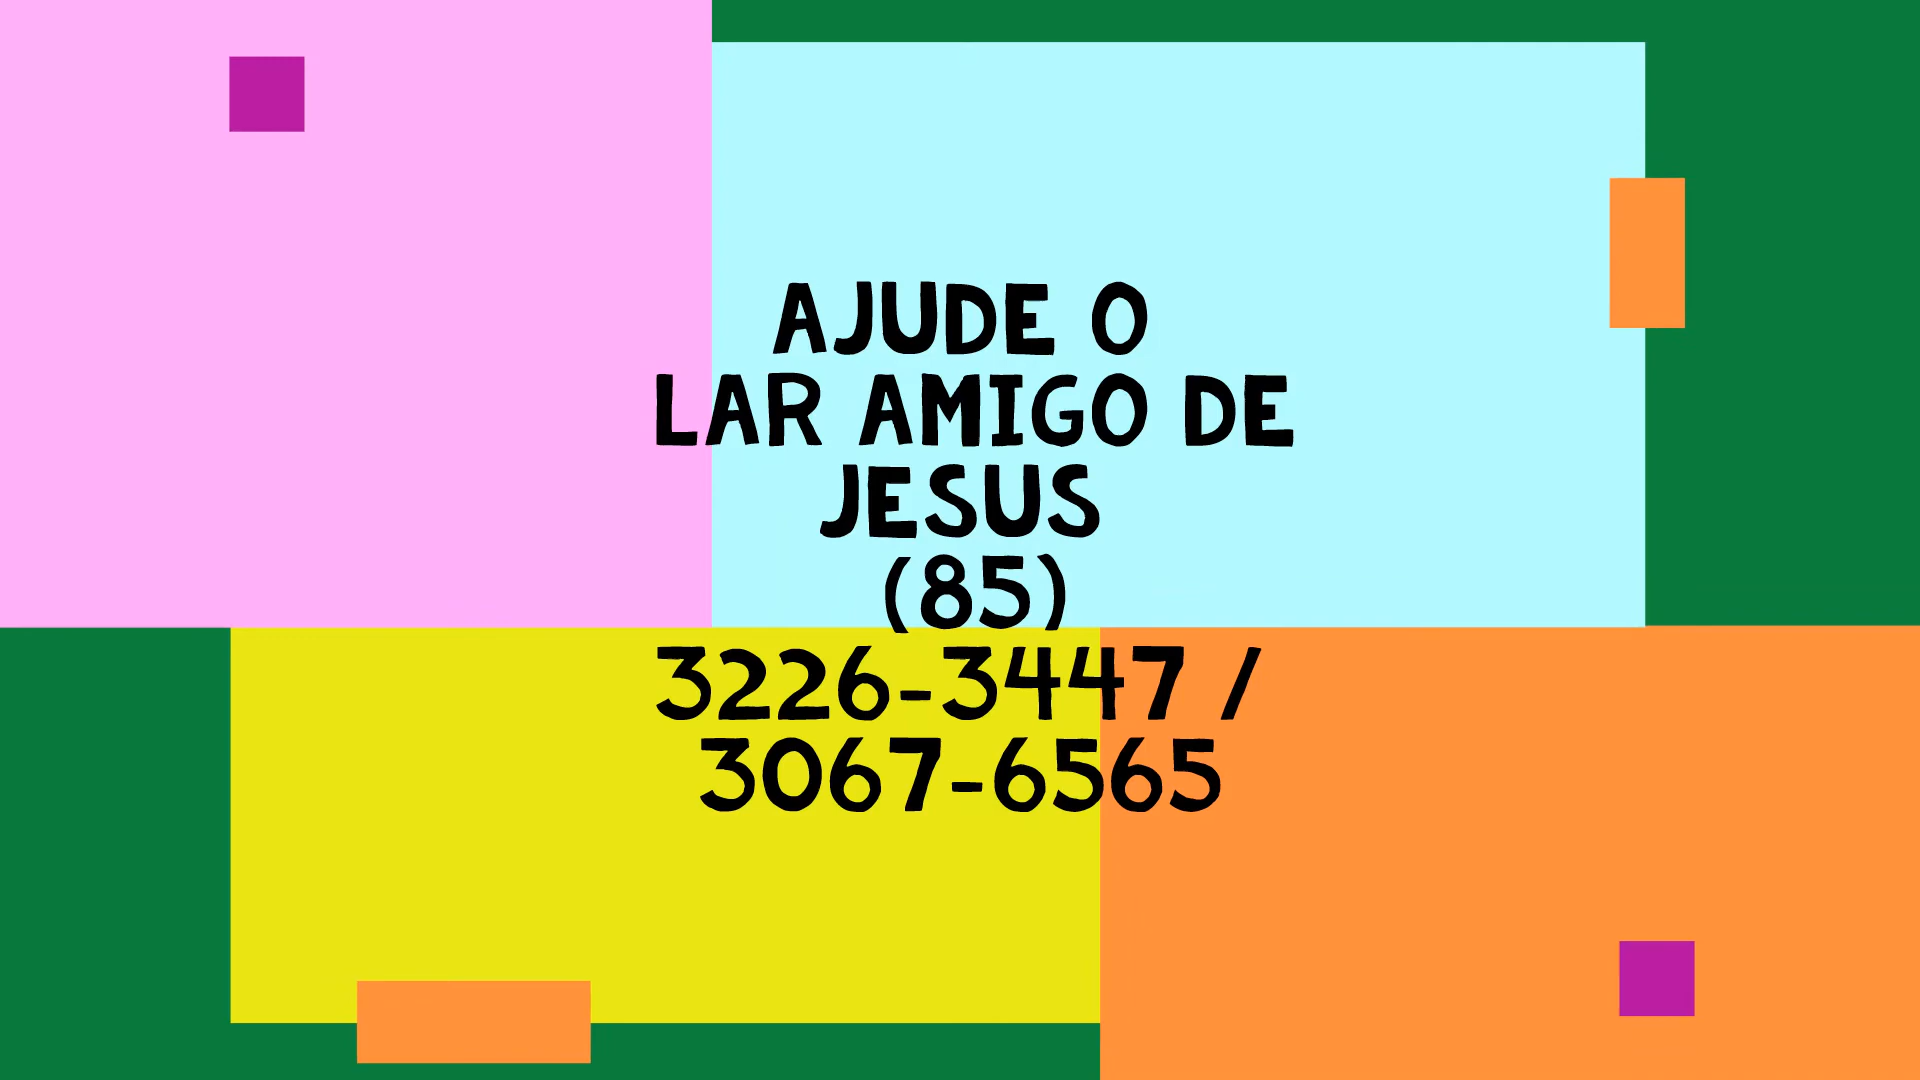 AJUDE O
LAR AMIGO DE
JESUS
(85)
3226-3447 /
3067-6565